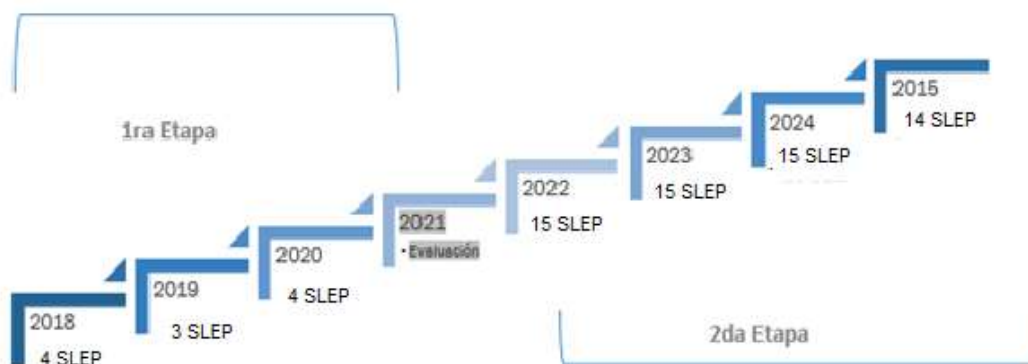 1ra Etapa
2018
4 SLEP
2019
3 SLEP
2020
4 SLEP
2021
· Evaluación
2022
15 SLEP
2023
15 SLEP
2024
15 SLEP
2015
14 SLEP
2da Etapa